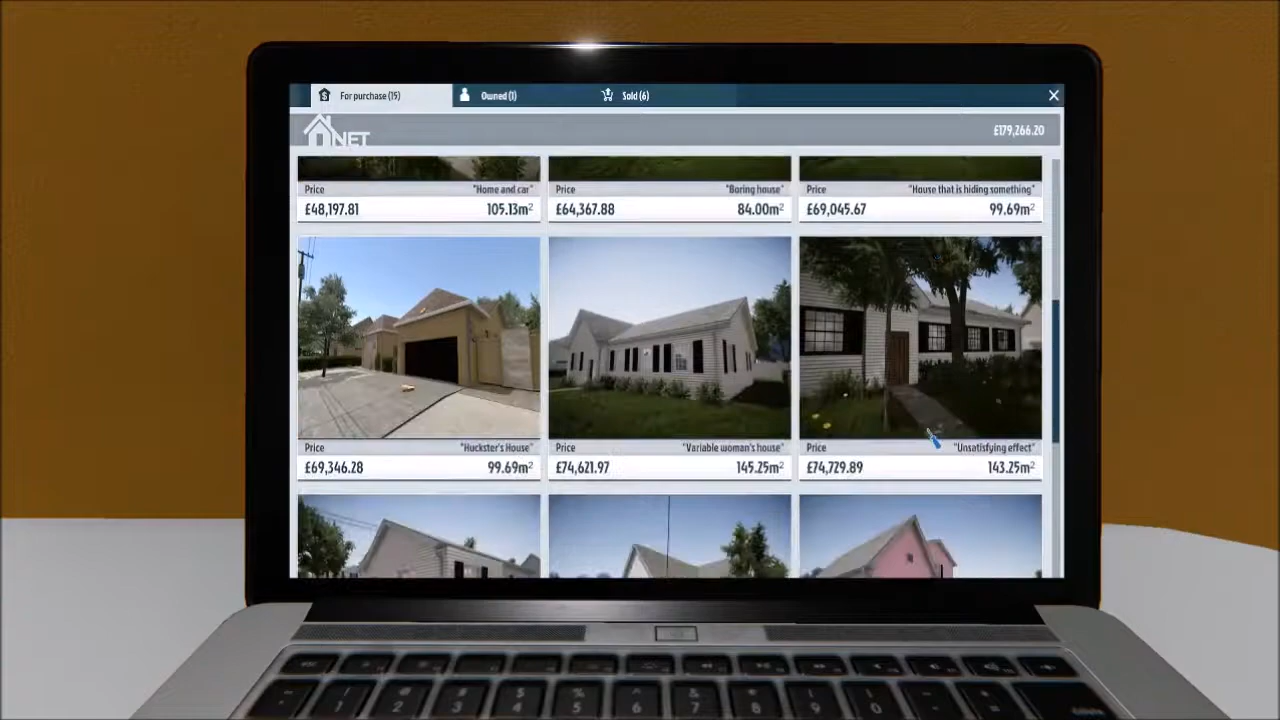 For purchase (15) Owned (1) Sold (6)
NET £179,266.20
Price "Home and car" Price "Boring house" Price "House that is hiding something"
£48,197.81 105.13m² £64,367.88 84.00m² £69,045.67 99.69m²
Price "Huckster's House" Price "Variable woman's house" Price "Unsatisfying effect"
£69,346.28 99.69m² £74,621.97 145.25m² £74,729.89 143.25m²